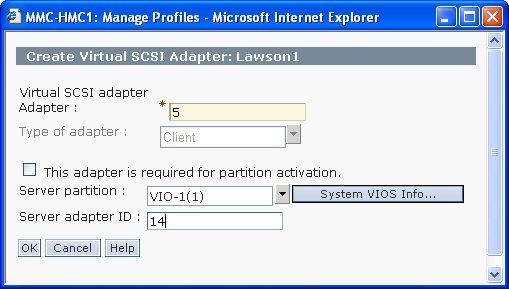 MMC-HMC1: Manage Profiles - Microsoft Internet Explorer
Create Virtual SCSI Adapter: Lawson1
Virtual SCSI adapter
Adapter : * 5
Type of adapter : Client
This adapter is required for partition activation.
Server partition : VIO-1(1) System VIOS Info...
Server adapter ID : 14
OK Cancel Help